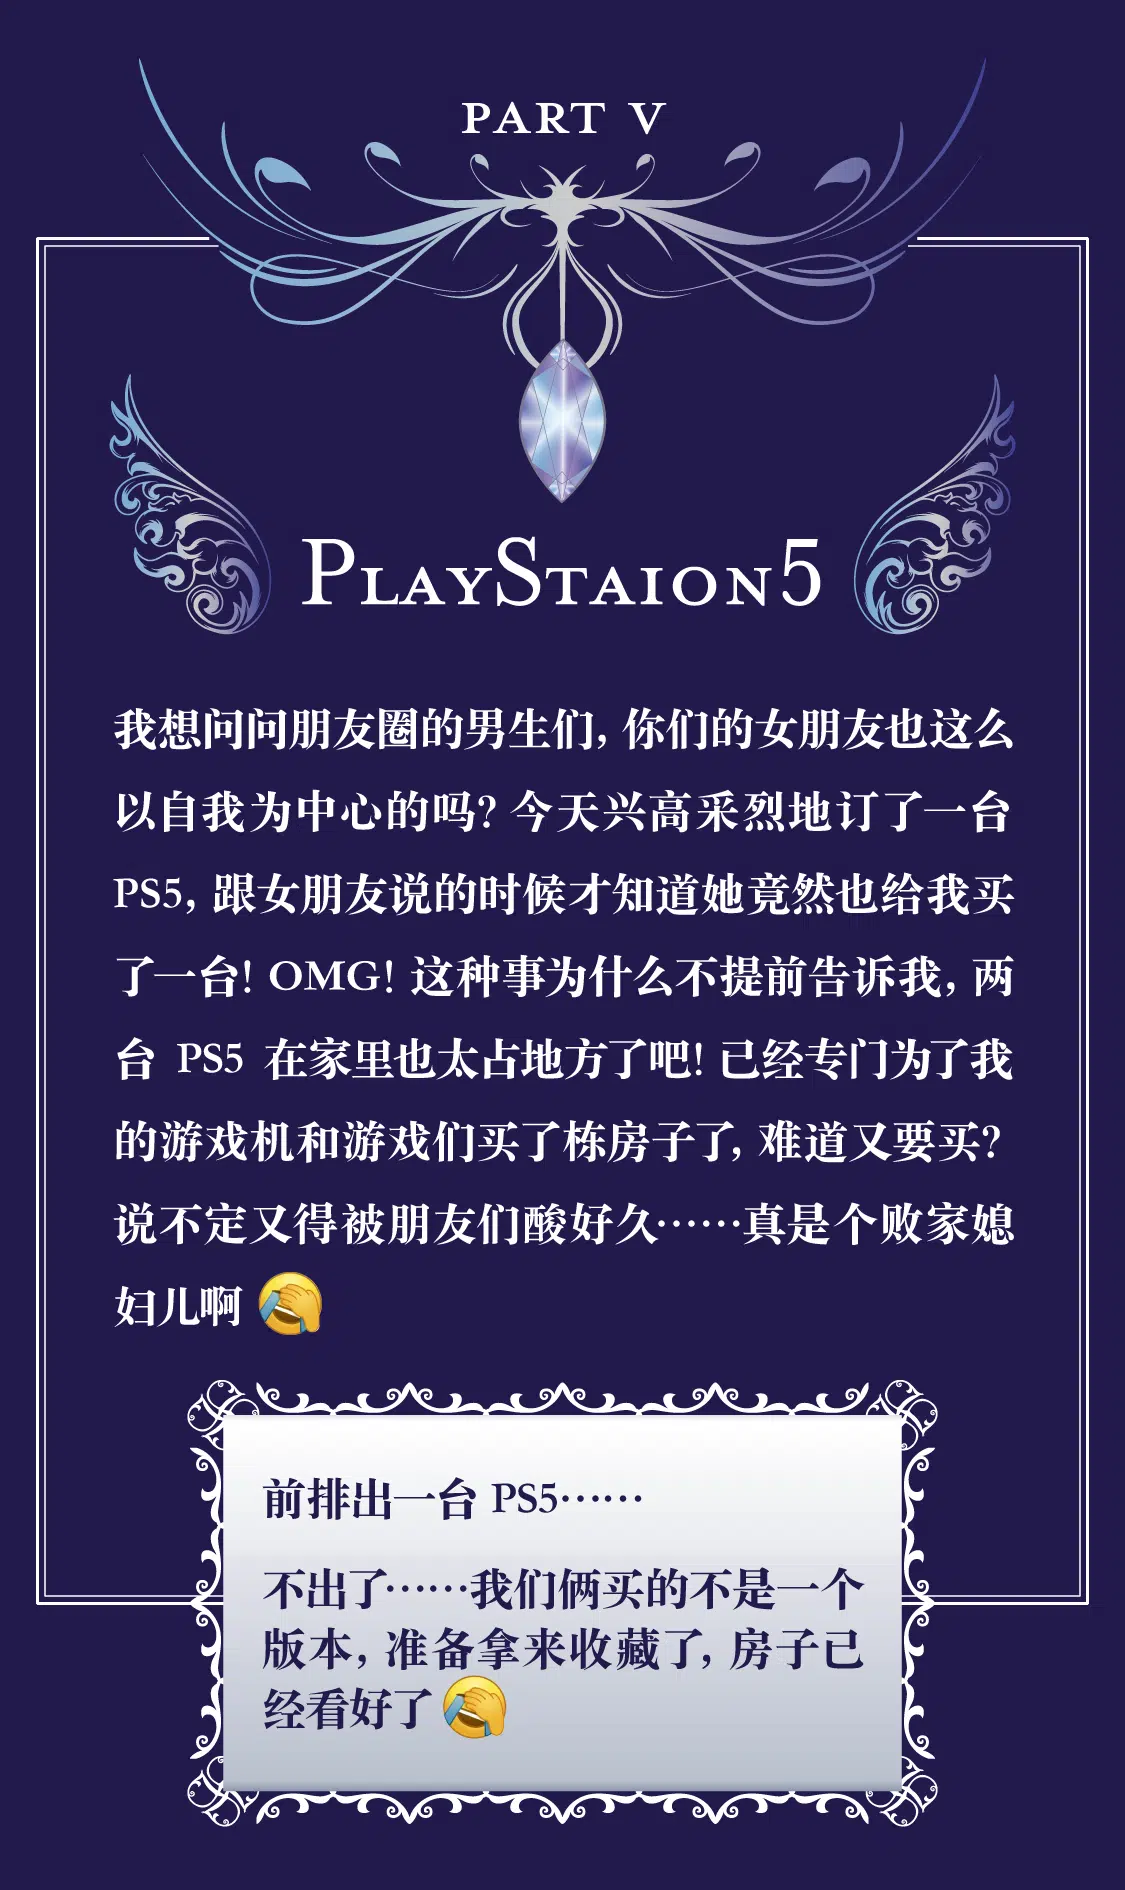 PART V
PLAYSTAION5
我想问问朋友圈的男生们，你们的女朋友也这么
以自我为中心的吗？今天兴高采烈地订了一台
PS5，跟女朋友说的时候才知道她竟然也给我买
了一台！OMG！这种事为什么不提前告诉我，两
台 PS5 在家里也太占地方了吧！已经专门为了我
的游戏机和游戏们买了栋房子了，难道又要买？
说不定又得被朋友们酸好久……真是个败家媳
妇儿啊 🤦
前排出一台 PS5……
不出了……我们俩买的不是一个
版本，准备拿来收藏了，房子已
经看好了